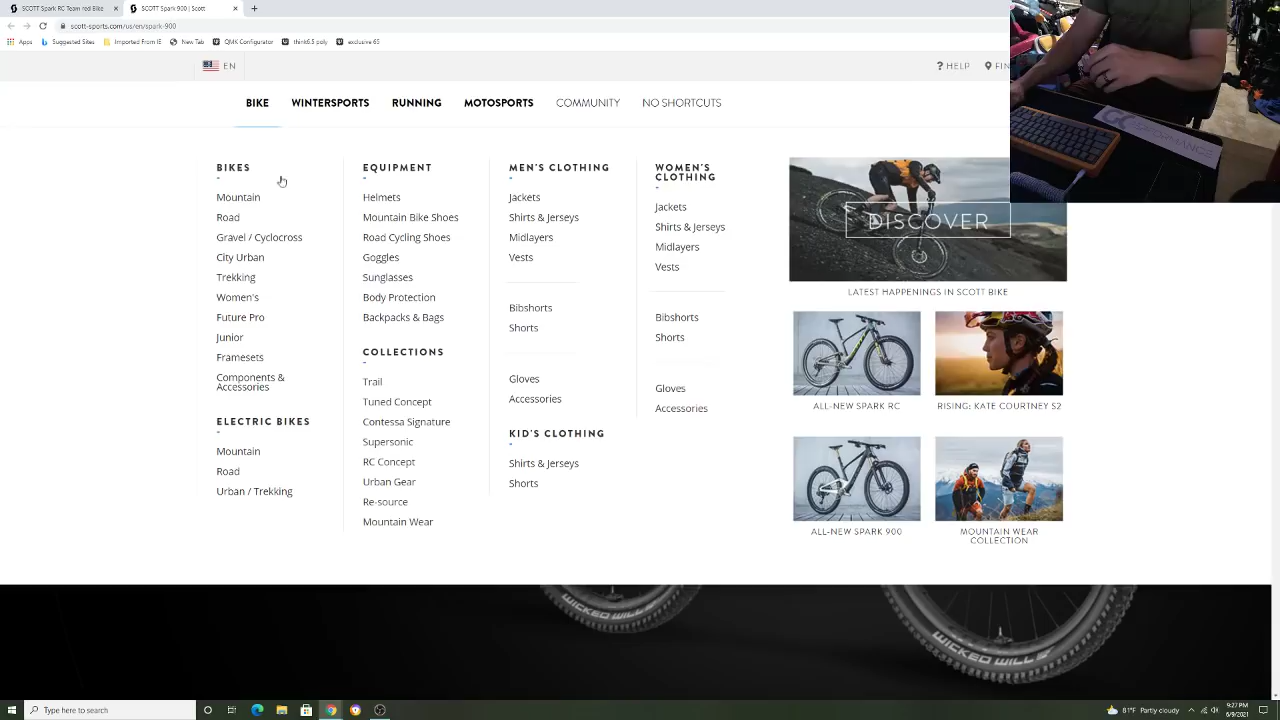 SCOTT Spark RC Team red Bike
SCOTT Spark 900 | Scott
scott-sports.com/us/en/spark-900
Apps
Suggested Sites
Imported From IE
New Tab
QMK Configurator
think6.5 poly
exclusive 65
EN
HELP
FIN
BIKE
WINTERSPORTS
RUNNING
MOTOSPORTS
COMMUNITY
NO SHORTCUTS
BIKES
Mountain
Road
Gravel / Cyclocross
City Urban
Trekking
Women's
Future Pro
Junior
Framesets
Components &
Accessories
ELECTRIC BIKES
Mountain
Road
Urban / Trekking
EQUIPMENT
Helmets
Mountain Bike Shoes
Road Cycling Shoes
Goggles
Sunglasses
Body Protection
Backpacks & Bags
COLLECTIONS
Trail
Tuned Concept
Contessa Signature
Supersonic
RC Concept
Urban Gear
Re-source
Mountain Wear
MEN'S CLOTHING
Jackets
Shirts & Jerseys
Midlayers
Vests
Bibshorts
Shorts
Gloves
Accessories
KID'S CLOTHING
Shirts & Jerseys
Shorts
WOMEN'S
CLOTHING
Jackets
Shirts & Jerseys
Midlayers
Vests
Bibshorts
Shorts
Gloves
Accessories
DISCOVER
LATEST HAPPENINGS IN SCOTT BIKE
ALL-NEW SPARK RC
RISING: KATE COURTNEY S2
ALL-NEW SPARK 900
MOUNTAIN WEAR
COLLECTION
WICKED WILL
WICKED WILL
Type here to search
81°F Partly cloudy
9:27 PM
6/9/2021